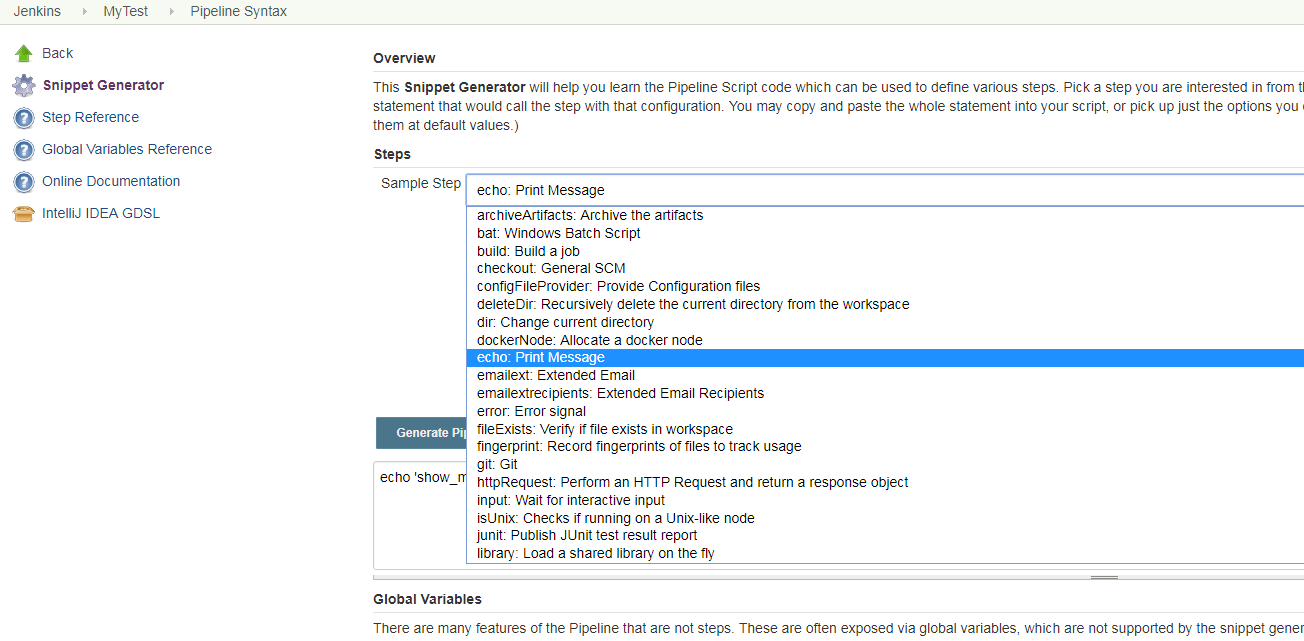 Jenkins MyTest Pipeline Syntax
Back
Snippet Generator
Step Reference
Global Variables Reference
Online Documentation
IntelliJ IDEA GDSL
Overview
This Snippet Generator will help you learn the Pipeline Script code which can be used to define various steps. Pick a step you are interested in from
statement that would call the step with that configuration. You may copy and paste the whole statement into your script, or pick up just the options you
them at default values.)
Steps
Sample Step
echo: Print Message
archiveArtifacts: Archive the artifacts
bat: Windows Batch Script
build: Build a job
checkout: General SCM
configFileProvider: Provide Configuration files
deleteDir: Recursively delete the current directory from the workspace
dir: Change current directory
dockerNode: Allocate a docker node
echo: Print Message
emailext: Extended Email
emailextrecipients: Extended Email Recipients
error: Error signal
fileExists: Verify if file exists in workspace
fingerprint: Record fingerprints of files to track usage
git: Git
httpRequest: Perform an HTTP Request and return a response object
input: Wait for interactive input
isUnix: Checks if running on a Unix-like node
junit: Publish JUnit test result report
library: Load a shared library on the fly
Generate
echo 'show_
Global Variables
There are many features of the Pipeline that are not steps. These are often exposed via global variables, which are not supported by the snippet